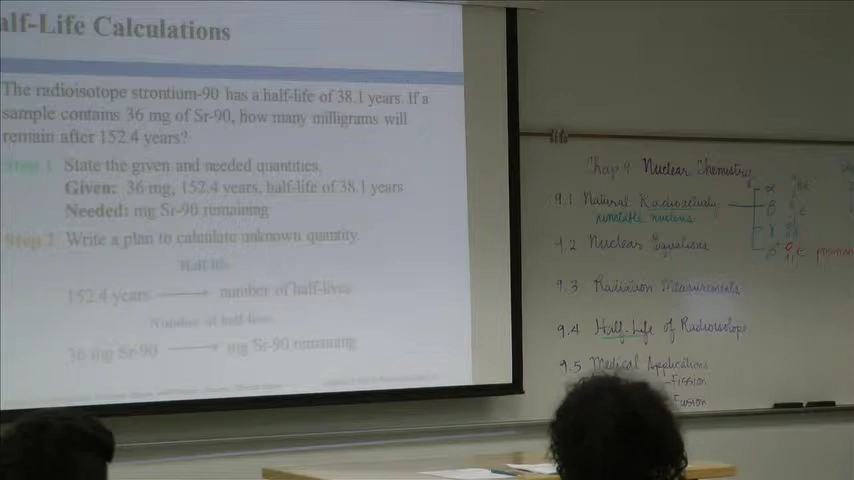 alf-Life Calculations
The radioisotope strontium-90 has a half-life of 38.1 years. If a
sample contains 36 mg of Sr-90, how many milligrams will
remain after 152.4 years?
Step 1 State the given and needed quantities.
Given: 36 mg, 152.4 years, half-life of 38.1 years
Needed: mg Sr-90 remaining
Step 2 Write a plan to calculate unknown quantity.
Half-life
152.4 years number of half-lives
Number of half-lives
36 mg Sr-90 mg Sr-90 remaining
Chap 9 Nuclear Chemistry
9.1 Natural Radioactivity
unstable nucleus
α
β
γ
9.2 Nuclear Equations
9.3 Radiation Measurements
9.4 Half-Life of Radioisotope
9.5 Medical Applications
-Fission
Fusion